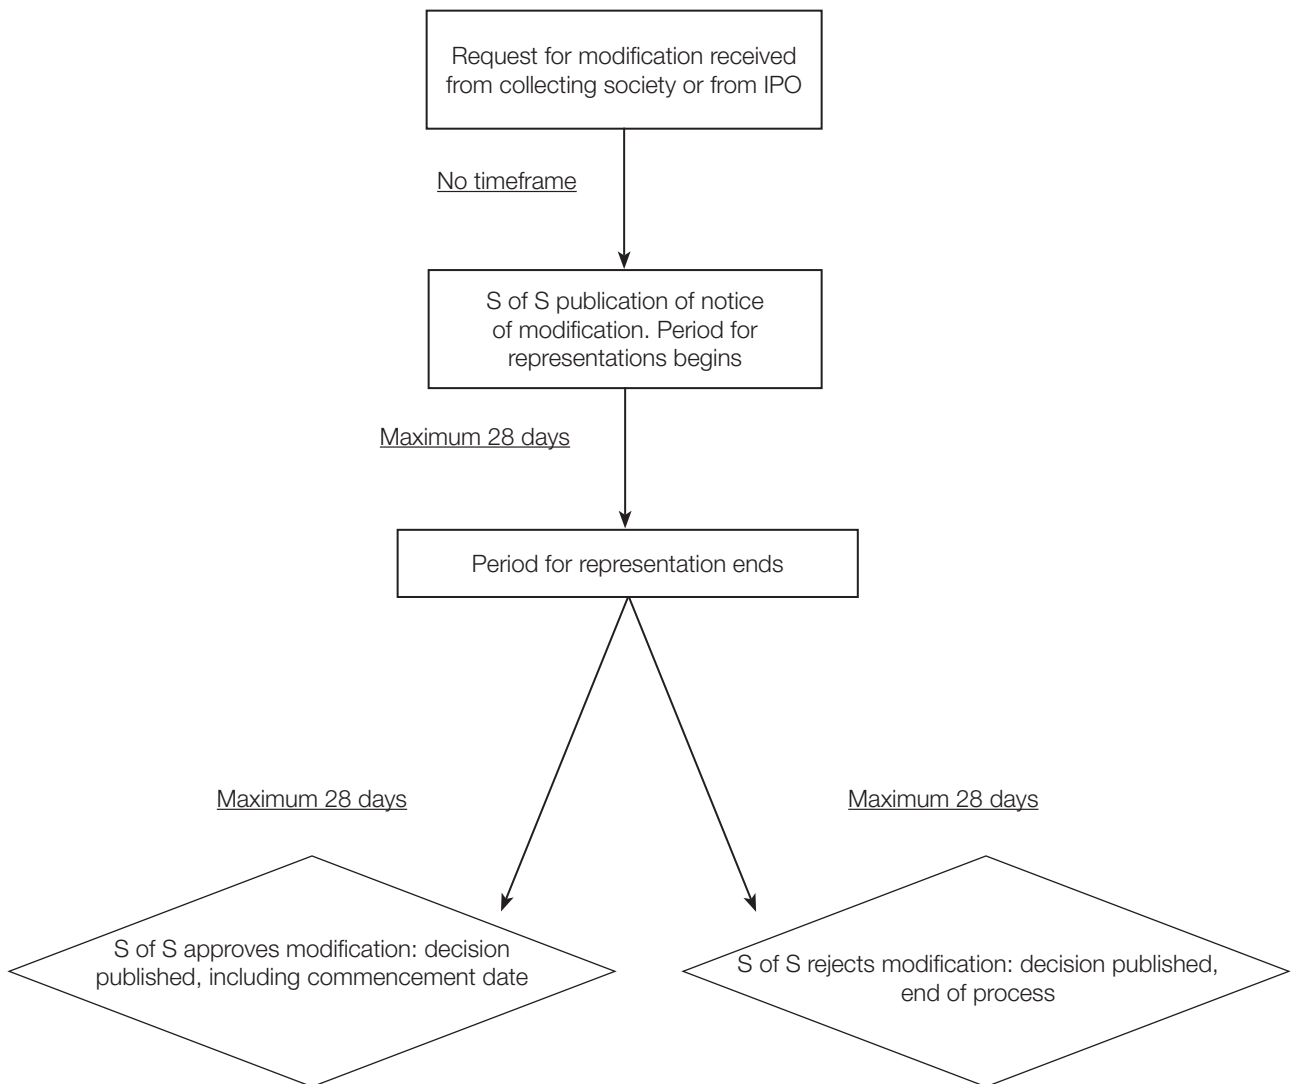 Request for modification received
from collecting society or from IPO
No timeframe
S of S publication of notice
of modification. Period for
representations begins
Maximum 28 days
Period for representation ends
Maximum 28 days
Maximum 28 days
S of S approves modification: decision
published, including commencement date
S of S rejects modification: decision published,
end of process